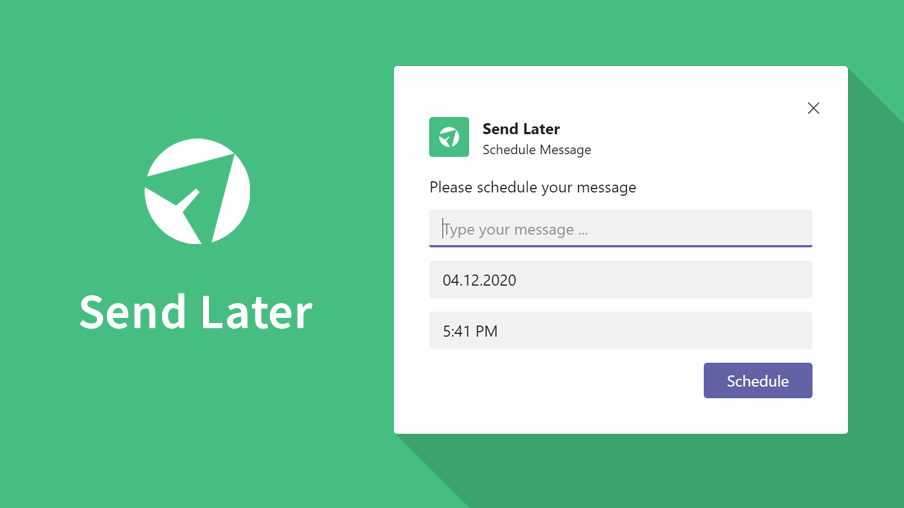 Send Later
Send Later
Schedule Message
Please schedule your message
Type your message ...
04.12.2020
5:41 PM
Schedule